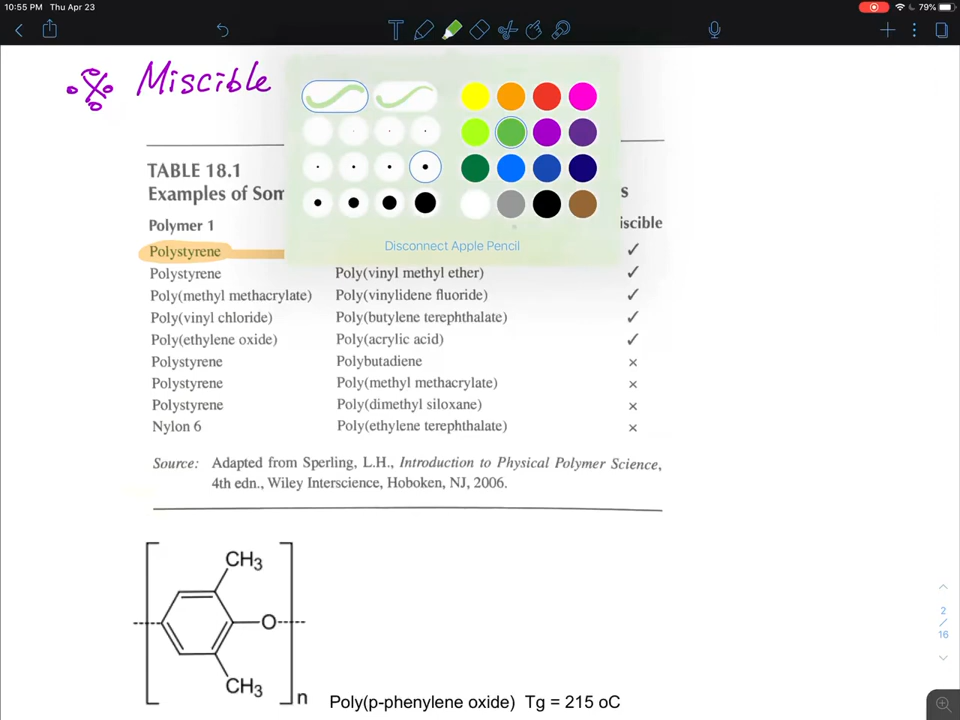 10:55 PM Thu Apr 23
79%
Miscible
TABLE 18.1
Examples of Som
s
Polymer 1
iscible
Disconnect Apple Pencil
Polystyrene ✓
Polystyrene Poly(vinyl methyl ether) ✓
Poly(methyl methacrylate) Poly(vinylidene fluoride) ✓
Poly(vinyl chloride) Poly(butylene terephthalate) ✓
Poly(ethylene oxide) Poly(acrylic acid) ✓
Polystyrene Polybutadiene ×
Polystyrene Poly(methyl methacrylate) ×
Polystyrene Poly(dimethyl siloxane) ×
Nylon 6 Poly(ethylene terephthalate) ×
Source: Adapted from Sperling, L.H., Introduction to Physical Polymer Science,
4th edn., Wiley Interscience, Hoboken, NJ, 2006.
CH3
O
CH3
n
Poly(p-phenylene oxide) Tg = 215 oC
2
/
16